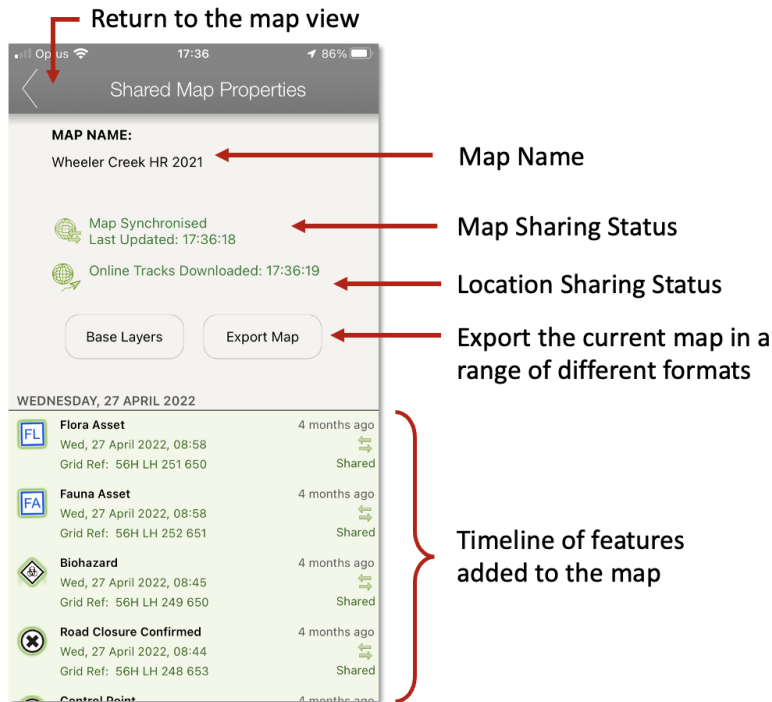 Return to the map view
Optus 17:36 86%
Shared Map Properties
MAP NAME:
Wheeler Creek HR 2021
Map Name
Map Synchronised
Last Updated: 17:36:18
Map Sharing Status
Online Tracks Downloaded: 17:36:19
Location Sharing Status
Base Layers
Export Map
Export the current map in a
range of different formats
WEDNESDAY, 27 APRIL 2022
FL
Flora Asset 4 months ago
Wed, 27 April 2022, 08:58
Grid Ref: 56H LH 251 650 Shared
FA
Fauna Asset 4 months ago
Wed, 27 April 2022, 08:58
Grid Ref: 56H LH 252 651 Shared
Timeline of features
added to the map
Biohazard 4 months ago
Wed, 27 April 2022, 08:45
Grid Ref: 56H LH 249 650 Shared
Road Closure Confirmed 4 months ago
Wed, 27 April 2022, 08:44
Grid Ref: 56H LH 248 653 Shared
Control Point 4 months ago